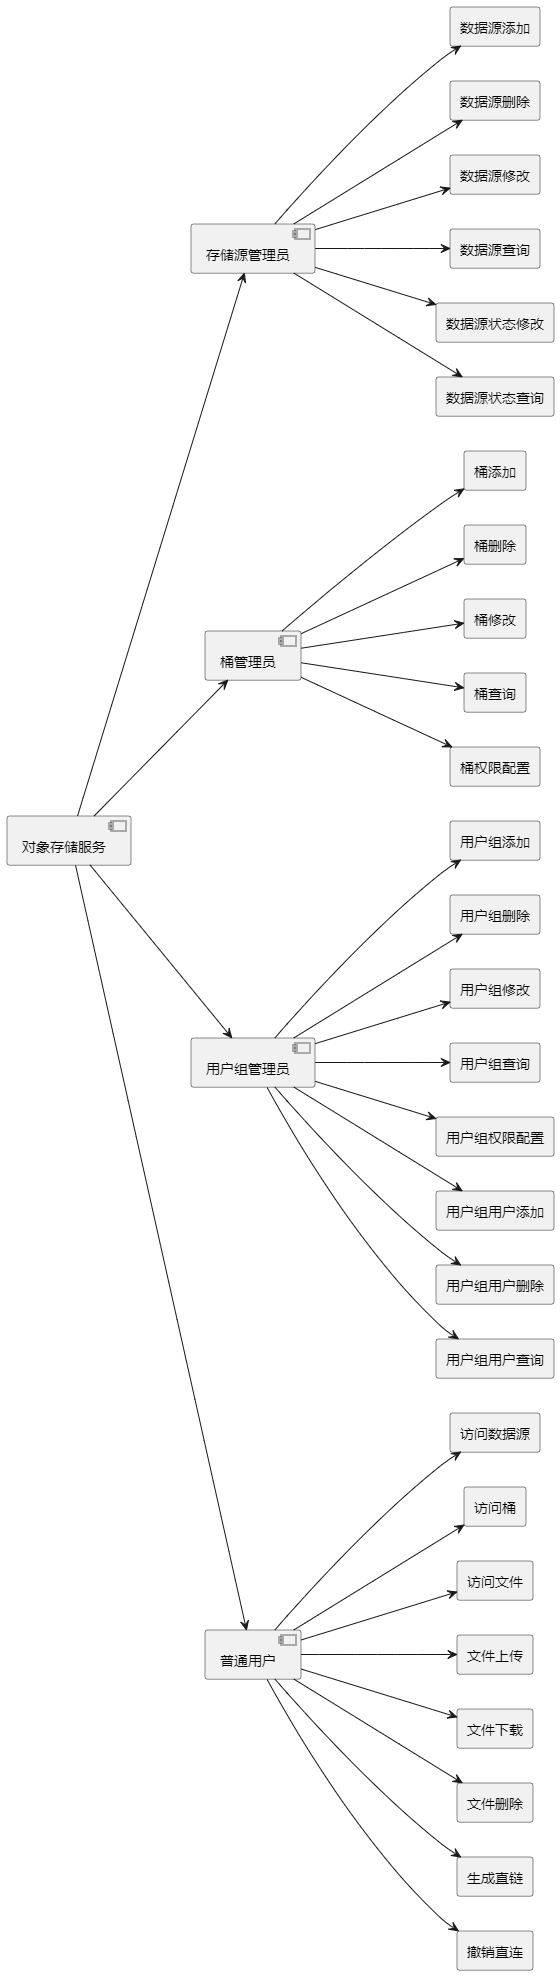 数据源添加
数据源删除
数据源修改
存储源管理员
数据源查询
数据源状态修改
数据源状态查询
桶添加
桶删除
桶修改
桶管理员
桶查询
桶权限配置
对象存储服务
用户组添加
用户组删除
用户组修改
用户组管理员
用户组查询
用户组权限配置
用户组用户添加
用户组用户删除
用户组用户查询
访问数据源
访问桶
访问文件
普通用户
文件上传
文件下载
文件删除
生成直链
撤销直连